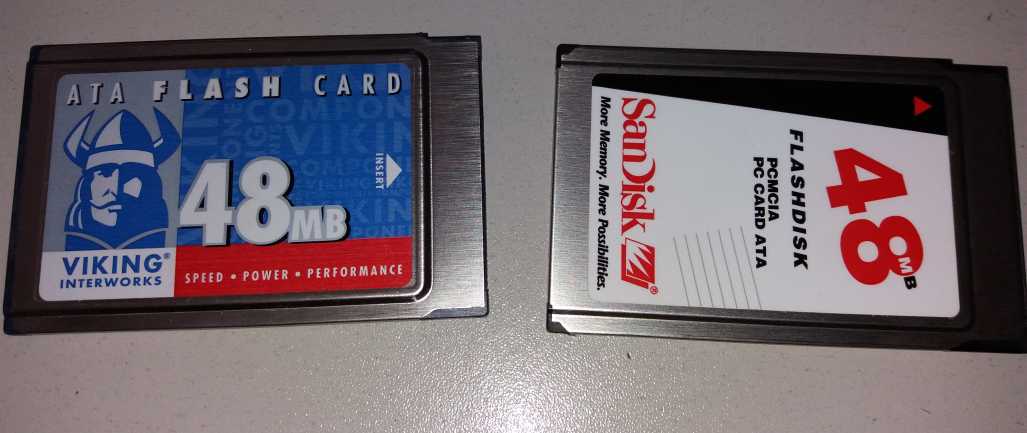 ATA FLASH CARD
48MB
INSERT
VIKING®
INTERWORKS
SPEED • POWER • PERFORMANCE
SanDisk®
More Memory. More Possibilities.
FLASHDISK
PCMCIA
PC CARD ATA
48MB